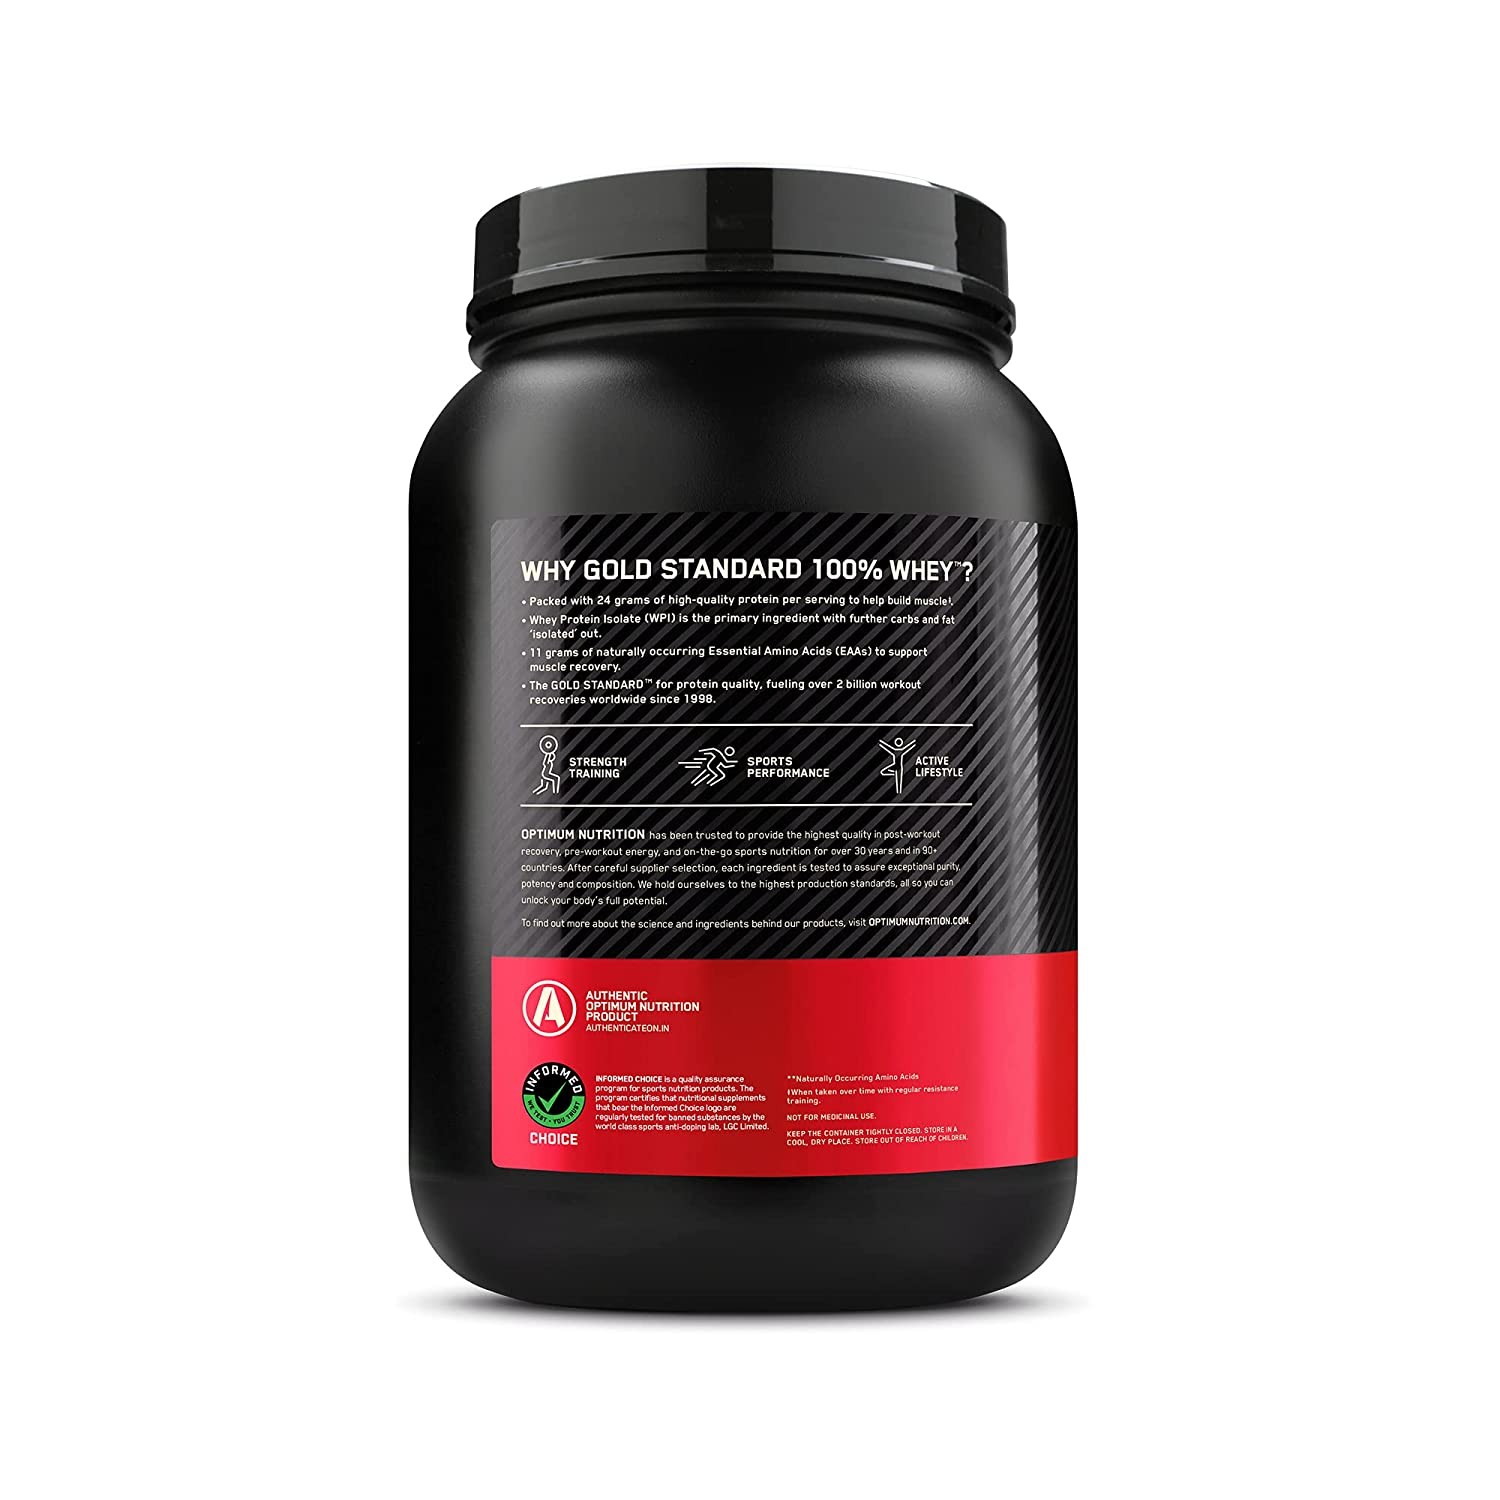 WHY GOLD STANDARD 100% WHEY™?
• Packed with 24 grams of high-quality protein per serving to help build muscle‡.
• Whey Protein Isolate (WPI) is the primary ingredient with further carbs and fat
'isolated' out.
• 11 grams of naturally occurring Essential Amino Acids (EAAs) to support
muscle recovery.
• The GOLD STANDARD™ for protein quality, fueling over 2 billion workout
recoveries worldwide since 1998.
STRENGTH
TRAINING
SPORTS
PERFORMANCE
ACTIVE
LIFESTYLE
OPTIMUM NUTRITION has been trusted to provide the highest quality in post-workout
recovery, pre-workout energy, and on-the-go sports nutrition for over 30 years and in 90+
countries. After careful supplier selection, each ingredient is tested to assure exceptional purity,
potency and composition. We hold ourselves to the highest production standards, all so you can
unlock your body's full potential.
To find out more about the science and ingredients behind our products, visit OPTIMUMNUTRITION.COM.
A
AUTHENTIC
OPTIMUM NUTRITION
PRODUCT
AUTHENTICATEON.IN
INFORMED
WE TEST • YOU TRUST
CHOICE
INFORMED CHOICE is a quality assurance
program for sports nutrition products. The
program certifies that nutritional supplements
that bear the Informed Choice logo are
regularly tested for banned substances by the
world class sports anti-doping lab, LGC Limited.
**Naturally Occurring Amino Acids
‡When taken over time with regular resistance
training.
NOT FOR MEDICINAL USE.
KEEP THE CONTAINER TIGHTLY CLOSED. STORE IN A
COOL, DRY PLACE. STORE OUT OF REACH OF CHILDREN.